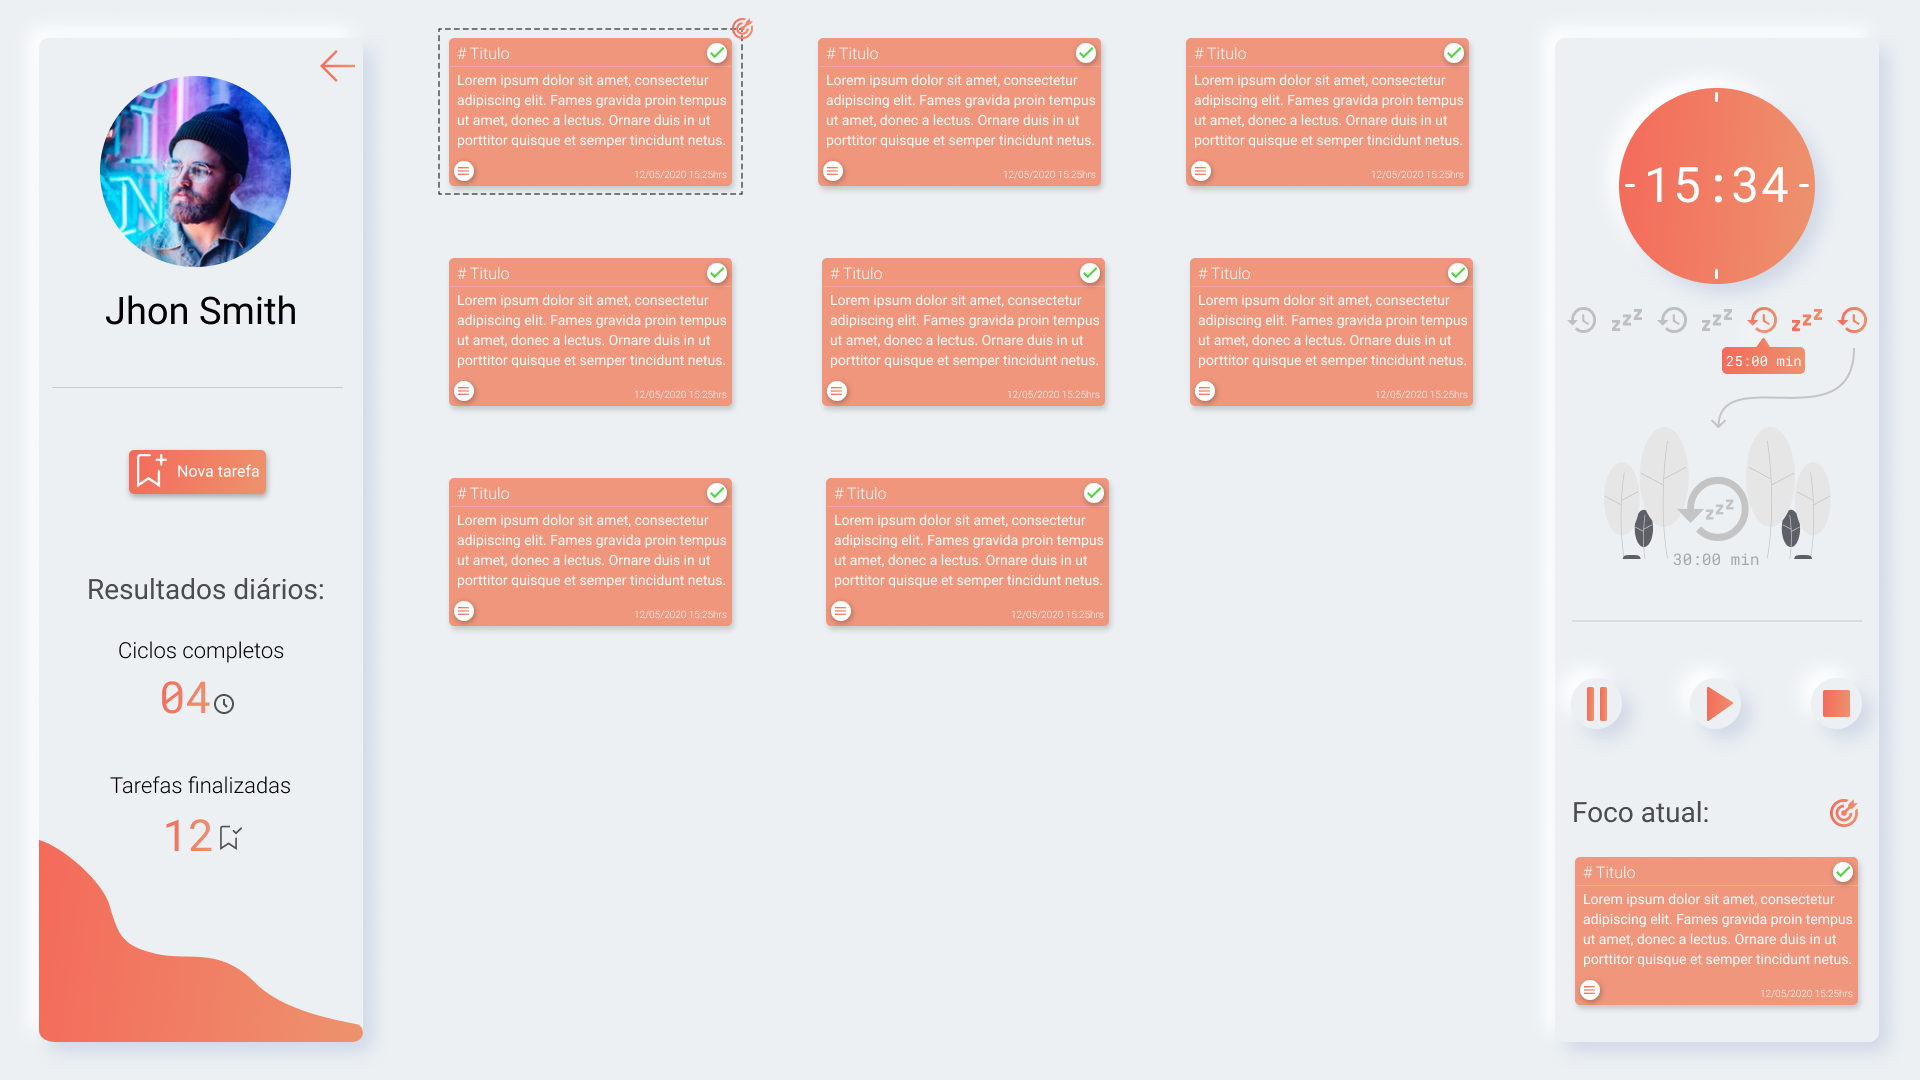 Jhon Smith
Nova tarefa
Resultados diários:
Ciclos completos
04
Tarefas finalizadas
12
# Titulo
Lorem ipsum dolor sit amet, consectetur
adipiscing elit. Fames gravida proin tempus
ut amet, donec a lectus. Ornare duis in ut
porttitor quisque et semper tincidunt netus.
12/05/2020 15:25hrs
# Titulo
Lorem ipsum dolor sit amet, consectetur
adipiscing elit. Fames gravida proin tempus
ut amet, donec a lectus. Ornare duis in ut
porttitor quisque et semper tincidunt netus.
12/05/2020 15:25hrs
# Titulo
Lorem ipsum dolor sit amet, consectetur
adipiscing elit. Fames gravida proin tempus
ut amet, donec a lectus. Ornare duis in ut
porttitor quisque et semper tincidunt netus.
12/05/2020 15:25hrs
# Titulo
Lorem ipsum dolor sit amet, consectetur
adipiscing elit. Fames gravida proin tempus
ut amet, donec a lectus. Ornare duis in ut
porttitor quisque et semper tincidunt netus.
12/05/2020 15:25hrs
# Titulo
Lorem ipsum dolor sit amet, consectetur
adipiscing elit. Fames gravida proin tempus
ut amet, donec a lectus. Ornare duis in ut
porttitor quisque et semper tincidunt netus.
12/05/2020 15:25hrs
# Titulo
Lorem ipsum dolor sit amet, consectetur
adipiscing elit. Fames gravida proin tempus
ut amet, donec a lectus. Ornare duis in ut
porttitor quisque et semper tincidunt netus.
12/05/2020 15:25hrs
# Titulo
Lorem ipsum dolor sit amet, consectetur
adipiscing elit. Fames gravida proin tempus
ut amet, donec a lectus. Ornare duis in ut
porttitor quisque et semper tincidunt netus.
12/05/2020 15:25hrs
# Titulo
Lorem ipsum dolor sit amet, consectetur
adipiscing elit. Fames gravida proin tempus
ut amet, donec a lectus. Ornare duis in ut
porttitor quisque et semper tincidunt netus.
12/05/2020 15:25hrs
15:34
zzz zzz zzz
25:00 min
zzz
30:00 min
Foco atual:
# Titulo
Lorem ipsum dolor sit amet, consectetur
adipiscing elit. Fames gravida proin tempus
ut amet, donec a lectus. Ornare duis in ut
porttitor quisque et semper tincidunt netus.
12/05/2020 15:25hrs